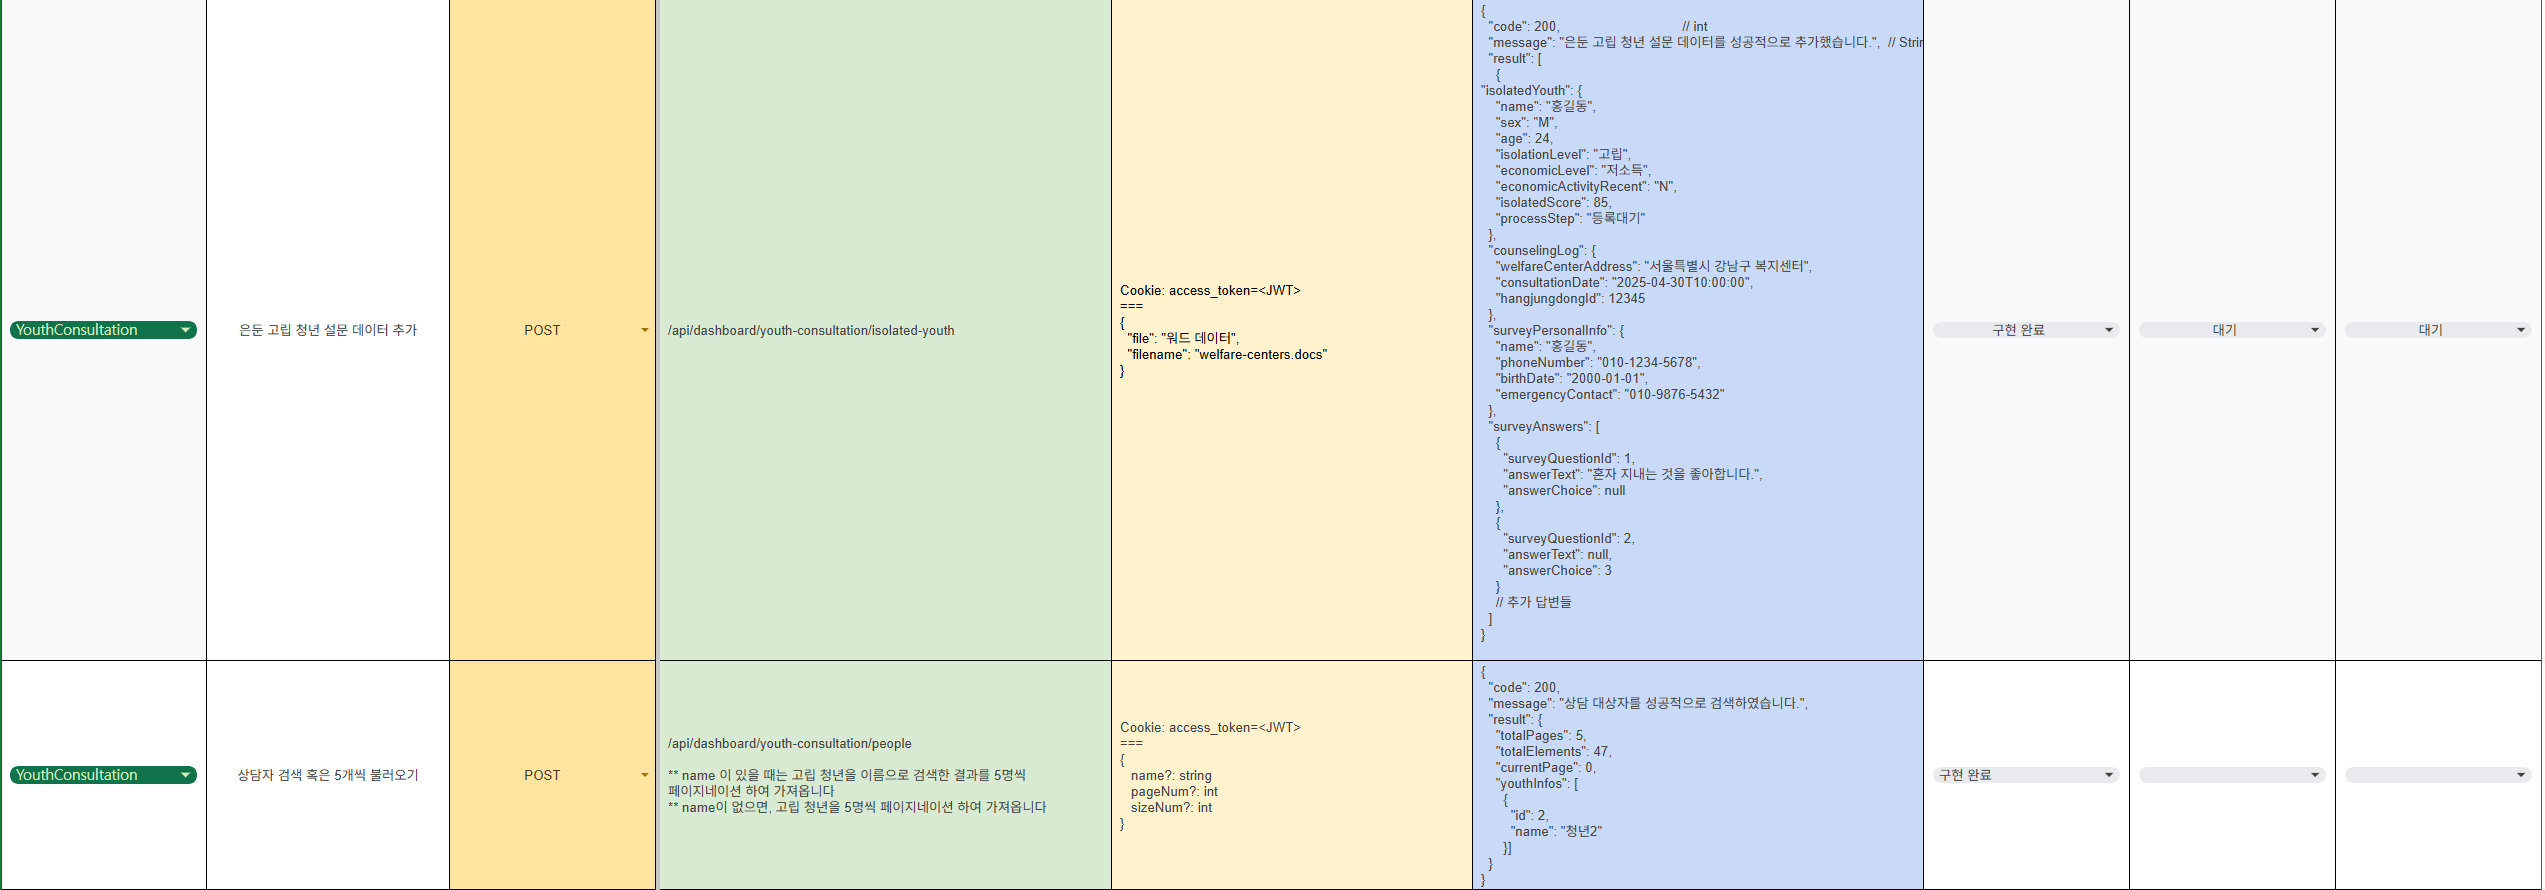 YouthConsultation
은둔 고립 청년 설문 데이터 추가
POST
/api/dashboard/youth-consultation/isolated-youth
Cookie: access_token=<JWT>
===
{
"file": "워드 데이터",
"filename": "welfare-centers.docs"
}
{
"code": 200, // int
"message": "은둔 고립 청년 설문 데이터를 성공적으로 추가했습니다.", // Strin
"result": [
{
"isolatedYouth": {
"name": "홍길동",
"sex": "M",
"age": 24,
"isolationLevel": "고립",
"economicLevel": "저소득",
"economicActivityRecent": "N",
"isolatedScore": 85,
"processStep": "등록대기"
},
"counselingLog": {
"welfareCenterAddress": "서울특별시 강남구 복지센터",
"consultationDate": "2025-04-30T10:00:00",
"hangjungdongId": 12345
},
"surveyPersonalInfo": {
"name": "홍길동",
"phoneNumber": "010-1234-5678",
"birthDate": "2000-01-01",
"emergencyContact": "010-9876-5432"
},
"surveyAnswers": [
{
"surveyQuestionId": 1,
"answerText": "혼자 지내는 것을 좋아합니다.",
"answerChoice": null
},
{
"surveyQuestionId": 2,
"answerText": null,
"answerChoice": 3
}
// 추가 답변들
]
}
구현 완료
대기
대기
YouthConsultation
상담자 검색 혹은 5개씩 불러오기
POST
/api/dashboard/youth-consultation/people
** name 이 있을 때는 고립 청년을 이름으로 검색한 결과를 5명씩
페이지네이션 하여 가져옵니다
** name이 없으면, 고립 청년을 5명씩 페이지네이션 하여 가져옵니다
Cookie: access_token=<JWT>
===
{
name?: string
pageNum?: int
sizeNum?: int
}
{
"code": 200,
"message": "상담 대상자를 성공적으로 검색하였습니다.",
"result": {
"totalPages": 5,
"totalElements": 47,
"currentPage": 0,
"youthInfos": [
{
"id": 2,
"name": "청년2"
}]
}
}
구현 완료